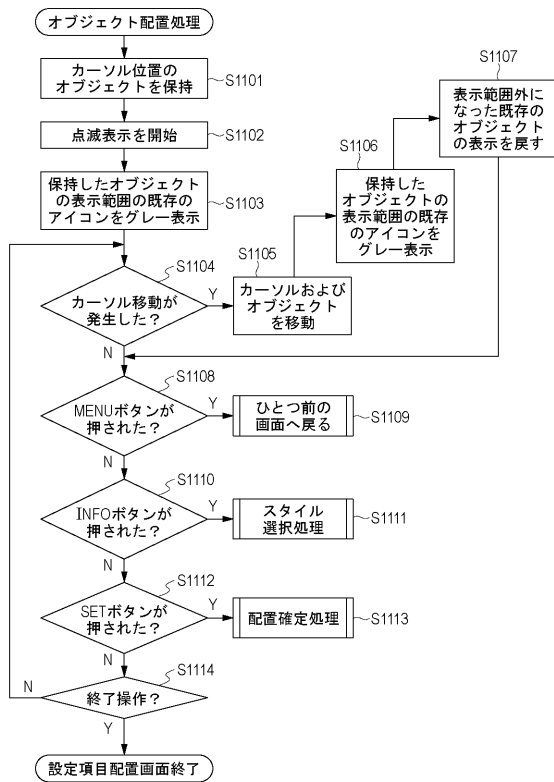 オブジェクト配置処理
カーソル位置の
オブジェクトを保持
S1101
点滅表示を開始
S1102
保持したオブジェクト
の表示範囲の既存の
アイコンをグレー表示
S1103
カーソル移動が
発生した？
S1104
Y
N
カーソルおよび
オブジェクト
を移動
S1105
保持した
オブジェクトの
表示範囲の既存
のアイコンを
グレー表示
S1106
表示範囲外に
なった既存の
オブジェクト
の表示を戻す
S1107
MENUボタンが
押された？
S1108
Y
N
ひとつ前の
画面へ戻る
S1109
INFOボタンが
押された？
S1110
Y
N
スタイル
選択処理
S1111
SETボタンが
押された？
S1112
Y
N
配置確定処理
S1113
終了操作？
S1114
N
Y
設定項目配置画面終了